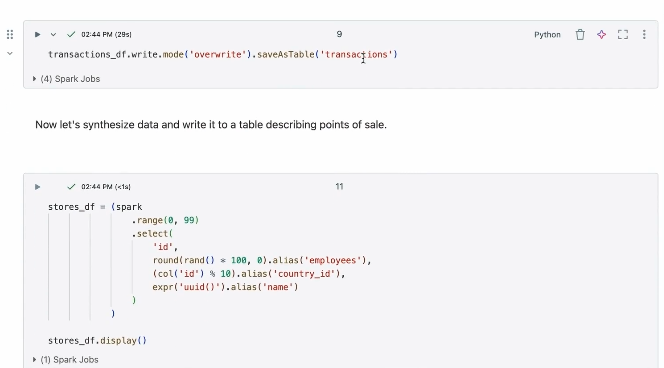 02:44 PM (29s)
9
Python
transactions_df.write.mode('overwrite').saveAsTable('transactions')
(4) Spark Jobs
Now let's synthesize data and write it to a table describing points of sale.
02:44 PM (<1s)
11
stores_df = (spark
.range(0, 99)
.select(
'id',
round(rand() * 100, 0).alias('employees'),
(col('id') % 10).alias('country_id'),
expr('uuid()').alias('name')
)
)
stores_df.display()
(1) Spark Jobs